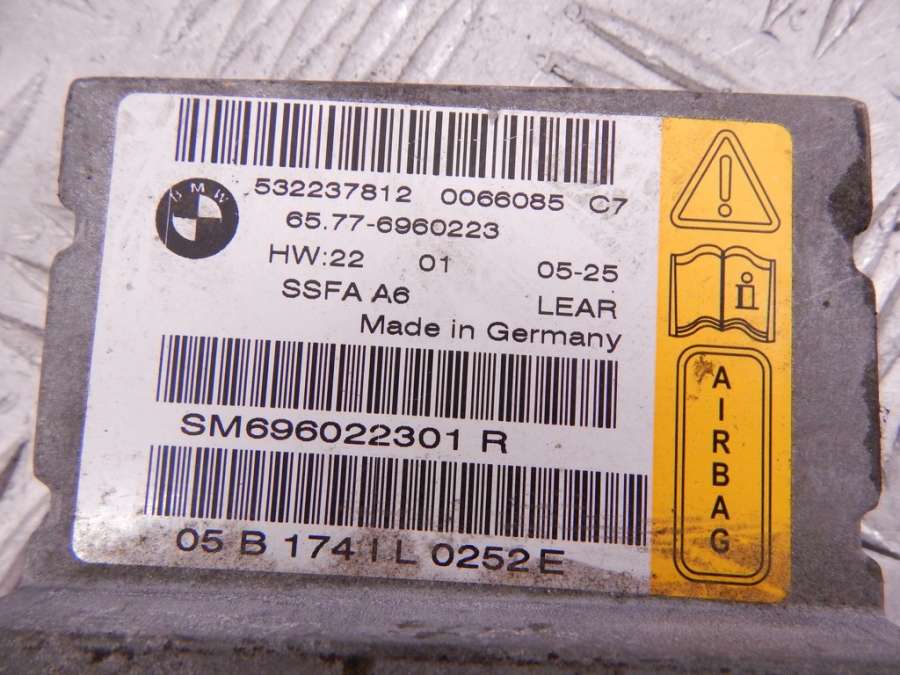 BMW
532237812 0066085 C7
65.77-6960223
HW:22 01 05-25
SSFA A6 LEAR
Made in Germany
SM696022301 R
05 B 174 I L 0252 E
AIRBAG